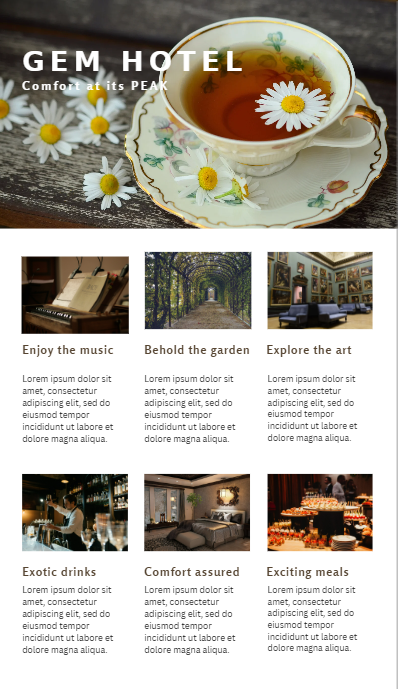 GEM HOTEL
Comfort at its PEAK
Enjoy the music
Lorem ipsum dolor sit
amet, consectetur
adipiscing elit, sed do
eiusmod tempor
incididunt ut labore et
dolore magna aliqua.
Behold the garden
Lorem ipsum dolor sit
amet, consectetur
adipiscing elit, sed do
eiusmod tempor
incididunt ut labore et
dolore magna aliqua.
Explore the art
Lorem ipsum dolor sit
amet, consectetur
adipiscing elit, sed do
eiusmod tempor
incididunt ut labore et
dolore magna aliqua.
Exotic drinks
Lorem ipsum dolor sit
amet, consectetur
adipiscing elit, sed do
eiusmod tempor
incididunt ut labore et
dolore magna aliqua.
Comfort assured
Lorem ipsum dolor sit
amet, consectetur
adipiscing elit, sed do
eiusmod tempor
incididunt ut labore et
dolore magna aliqua.
Exciting meals
Lorem ipsum dolor sit
amet, consectetur
adipiscing elit, sed do
eiusmod tempor
incididunt ut labore et
dolore magna aliqua.